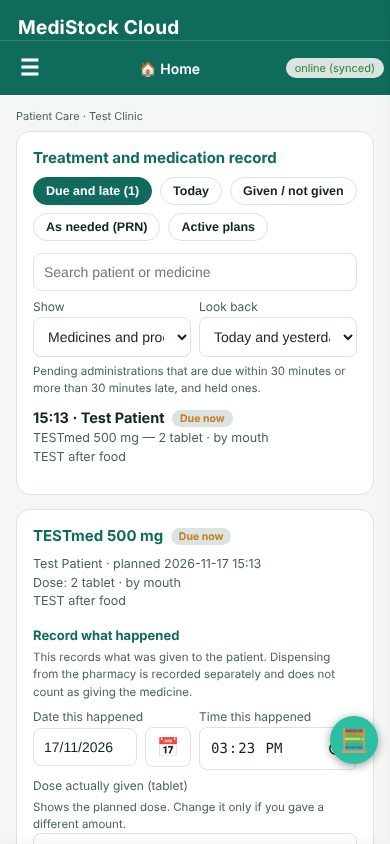 MediStock Cloud
☰ 🏠 Home online (synced)
Patient Care · Test Clinic
Treatment and medication record
Due and late (1) Today Given / not given
As needed (PRN) Active plans
Search patient or medicine
Show Look back
Medicines and pro Today and yesterd
Pending administrations that are due within 30 minutes or
more than 30 minutes late, and held ones.
15:13 · Test Patient Due now
TESTmed 500 mg — 2 tablet · by mouth
TEST after food
TESTmed 500 mg Due now
Test Patient · planned 2026-11-17 15:13
Dose: 2 tablet · by mouth
TEST after food
Record what happened
This records what was given to the patient. Dispensing
from the pharmacy is recorded separately and does not
count as giving the medicine.
Date this happened Time this happened
17/11/2026 03:23 PM
Dose actually given (tablet)
Shows the planned dose. Change it only if you gave a
different amount.